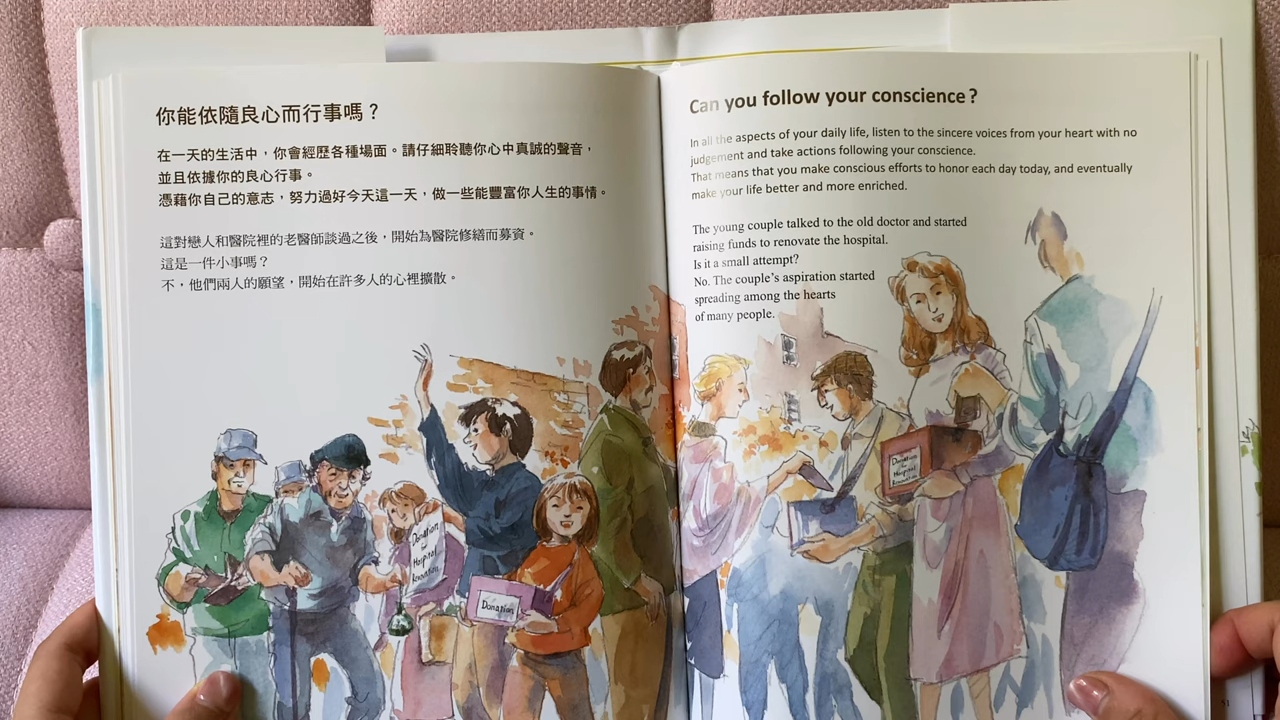 你能依隨良心而行事嗎？
在一天的生活中，你會經歷各種場面。請仔細聆聽你心中真誠的聲音，
並且依據你的良心行事。
憑藉你自己的意志，努力過好今天這一天，做一些能豐富你人生的事情。
這對戀人和醫院裡的老醫師談過之後，開始為醫院修繕而募資。
這是一件小事嗎？
不，他們兩人的願望，開始在許多人的心裡擴散。
Donation
for
Hospital
Renovation
Donation
Can you follow your conscience?
In all the aspects of your daily life, listen to the sincere voices from your heart with no
judgement and take actions following your conscience.
That means that you make conscious efforts to honor each day today, and eventually
make your life better and more enriched.
The young couple talked to the old doctor and started
raising funds to renovate the hospital.
Is it a small attempt?
No. The couple's aspiration started
spreading among the hearts
of many people.
Donation
for
Hospital
Renovation
51